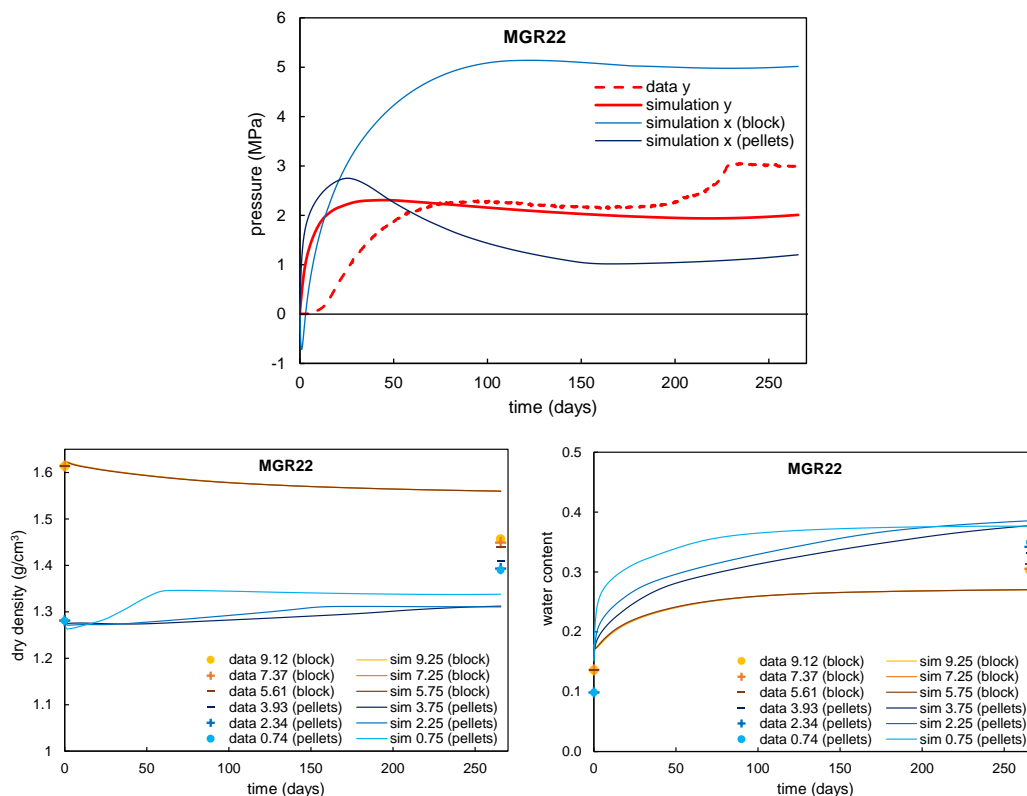 MGR22
6
5
4
3
2
1
0
-1
pressure (MPa)
data y
simulation y
simulation x (block)
simulation x (pellets)
0 50 100 150 200 250
time (days)
MGR22
1.6
1.5
1.4
1.3
1.2
1.1
1
dry density (g/cm³)
data 9.12 (block) sim 9.25 (block)
data 7.37 (block) sim 7.25 (block)
data 5.61 (block) sim 5.75 (block)
data 3.93 (pellets) sim 3.75 (pellets)
data 2.34 (pellets) sim 2.25 (pellets)
data 0.74 (pellets) sim 0.75 (pellets)
0 50 100 150 200 250
time (days)
MGR22
0.5
0.4
0.3
0.2
0.1
0.0
water content
data 9.12 (block) sim 9.25 (block)
data 7.37 (block) sim 7.25 (block)
data 5.61 (block) sim 5.75 (block)
data 3.93 (pellets) sim 3.75 (pellets)
data 2.34 (pellets) sim 2.25 (pellets)
data 0.74 (pellets) sim 0.75 (pellets)
0 50 100 150 200 250
time (days)